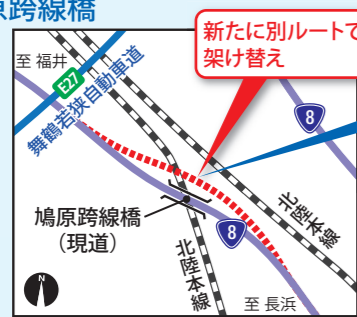 原跨線橋
新たに別ルートで
架け替え
至 福井
E27
舞鶴若狭自動車道
8
鳩原跨線橋
(現道)
8
北陸本線
北陸本線
至 長浜
N